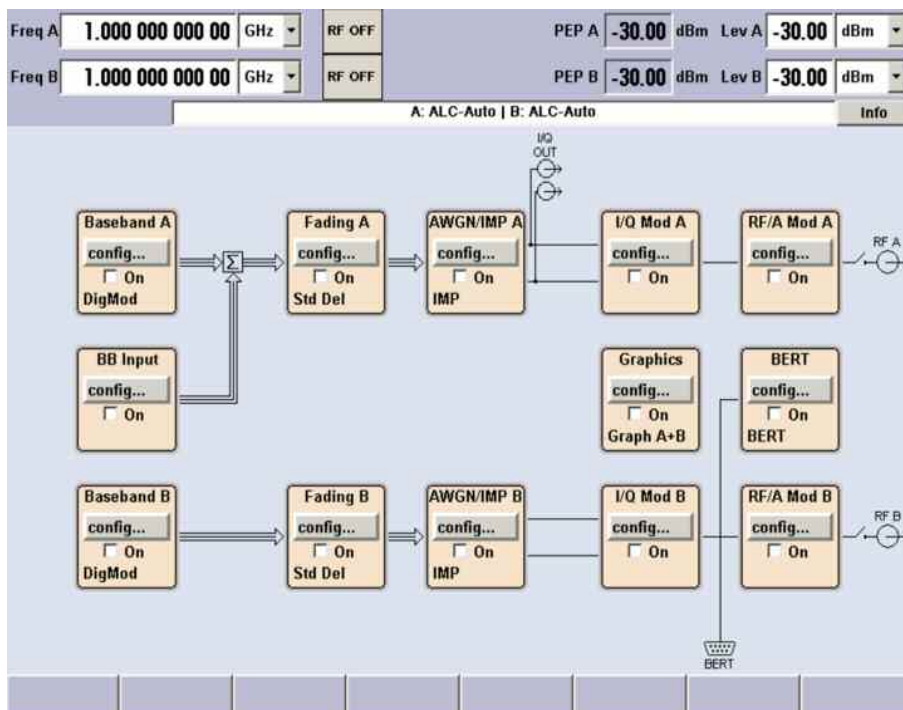 Freq A 1.000 000 000 00 GHz RF OFF PEP A -30.00 dBm Lev A -30.00 dBm
Freq B 1.000 000 000 00 GHz RF OFF PEP B -30.00 dBm Lev B -30.00 dBm
A: ALC-Auto | B: ALC-Auto Info
I/Q
OUT
Baseband A Fading A AWGN/IMP A I/Q Mod A RF/A Mod A
config... Σ config... config... config... config... RF A
On On On On On
DigMod Std Del IMP
BB Input Graphics BERT
config... config... config...
On On On
Graph A+B BERT
Baseband B Fading B AWGN/IMP B I/Q Mod B RF/A Mod B
config... config... config... config... config... RF B
On On On On On
DigMod Std Del IMP
BERT